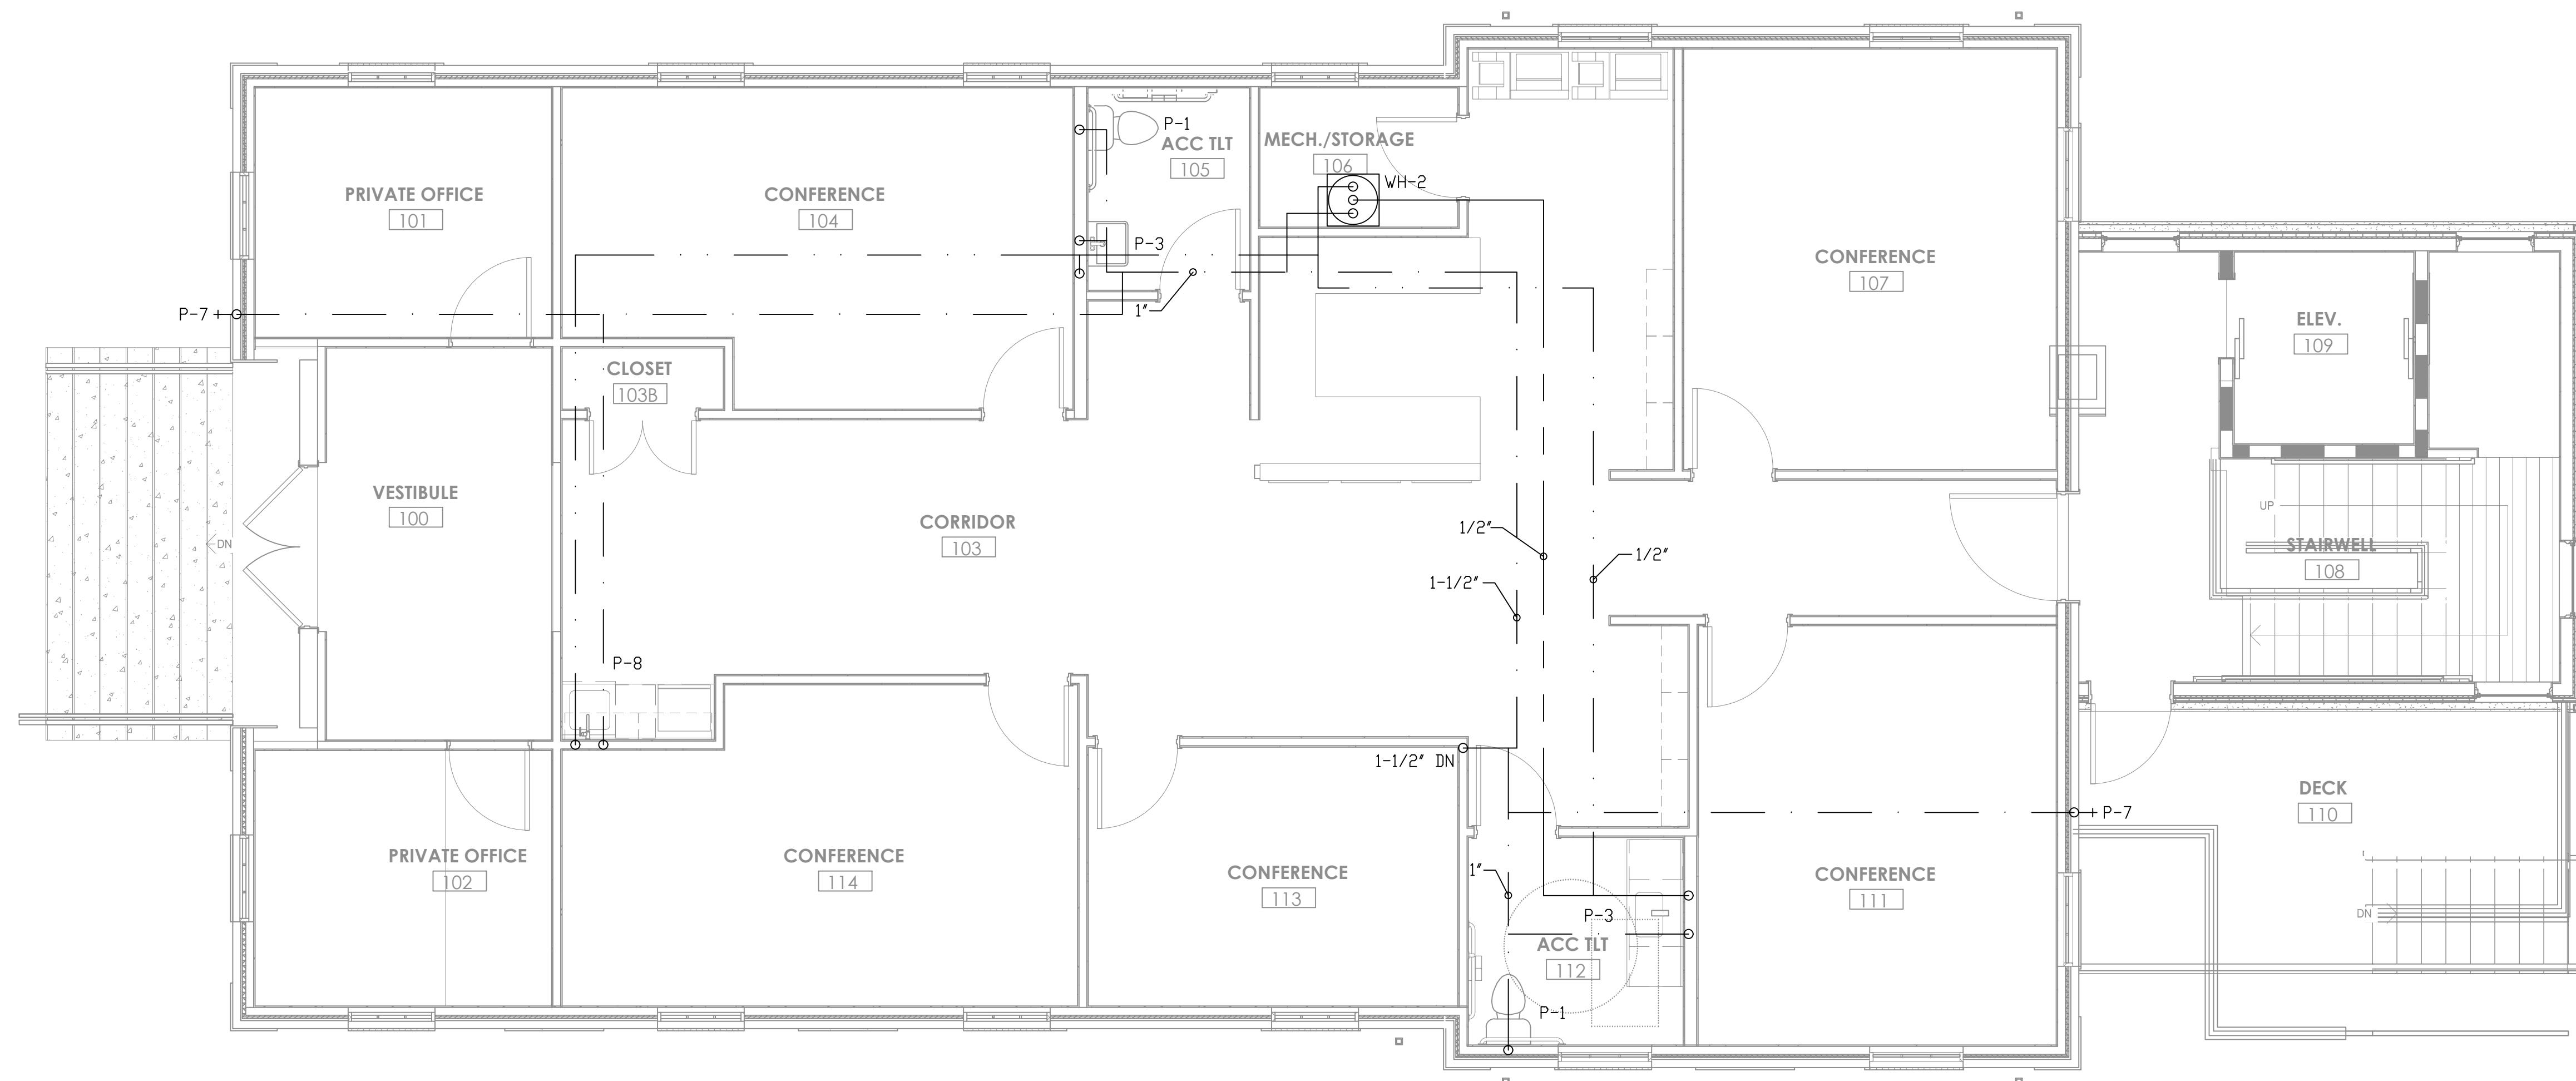 P-1
ACC TLT
105
MECH./STORAGE
106
WH-2
PRIVATE OFFICE
101
CONFERENCE
104
P-3
CONFERENCE
107
P-7
1"
ELEV.
109
CLOSET
103B
VESTIBULE
100
CORRIDOR
103
UP
DN
1/2"
1/2"
STAIRWELL
108
1-1/2"
P-8
1-1/2" DN
DECK
110
P-7
PRIVATE OFFICE
102
CONFERENCE
114
CONFERENCE
113
1"
CONFERENCE
111
P-3
DN
ACC TLT
112
P-1